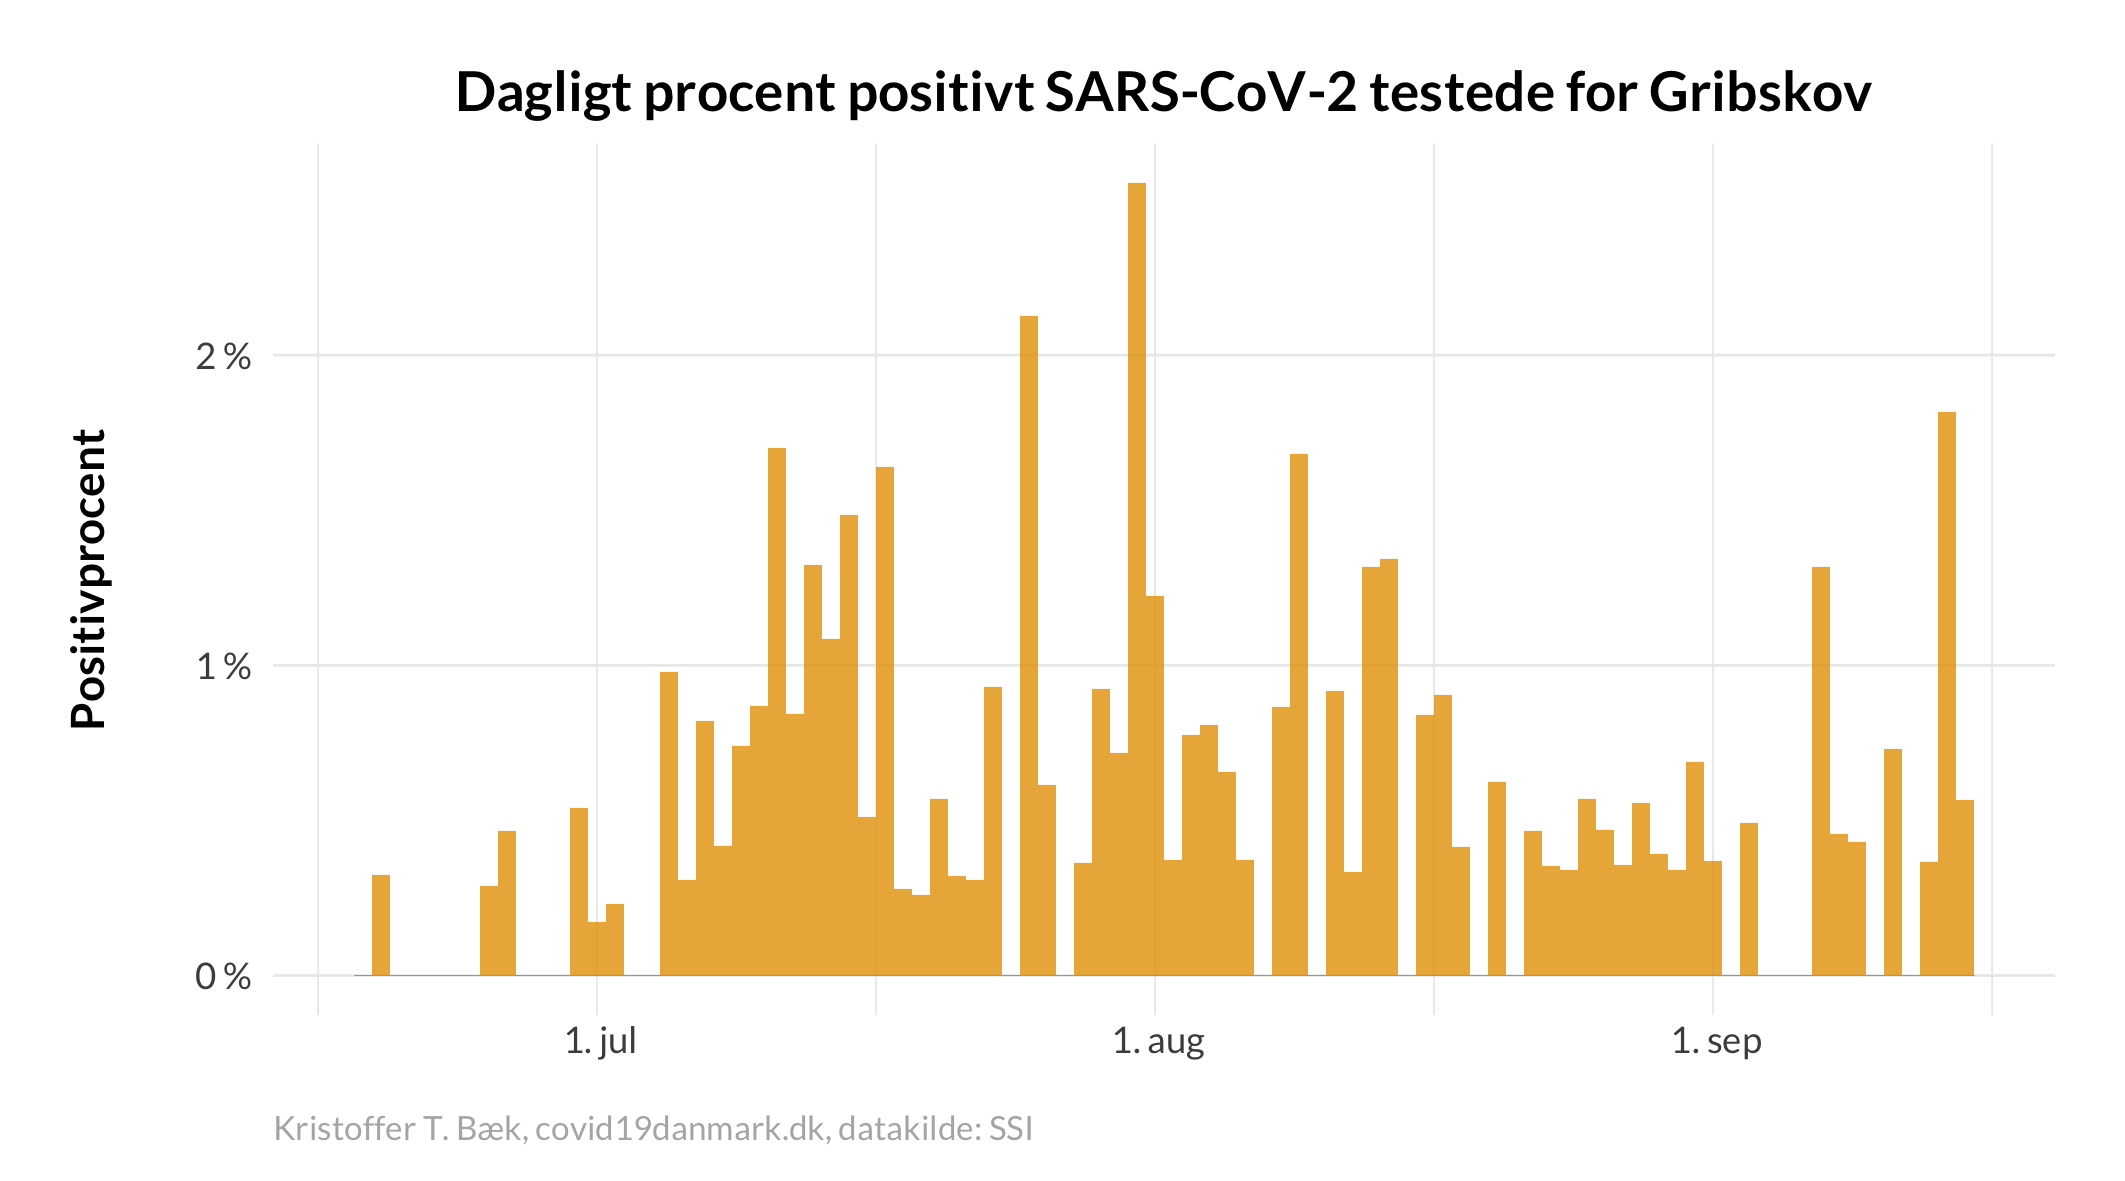 Dagligt procent positivt SARS-CoV-2 testede for Gribskov
Positivprocent
2 %
1 %
0 %
1. jul
1. aug
1. sep
Kristoffer T. Bæk, covid19danmark.dk, datakilde: SSI